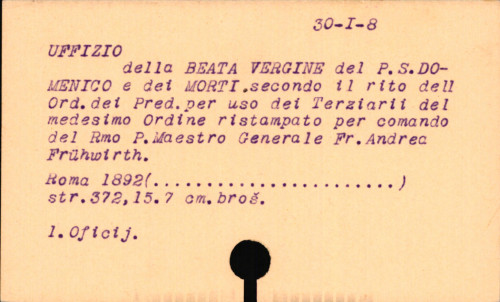 30-I-8
UFFIZIO
della BEATA VERGINE del P.S.DO-
MENICO e dei MORTI.secondo il rito dell
Ord.dei Pred.per uso dei Terziarii del
medesimo Ordine ristampato per comando
del Rmo P.Maestro Generale Fr.Andrea
Frühwirth.
Roma 1892(.......................)
str.372,15.7 cm.broš.
1.Oficij.